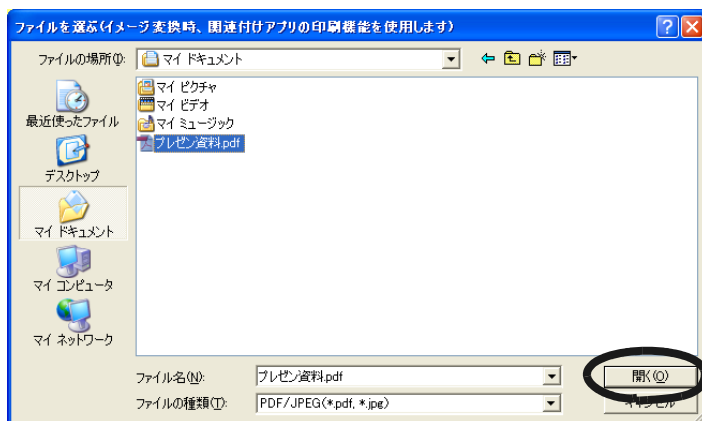 ファイルを選ぶ(イメージ変換時、関連付けアプリの印刷機能を使用します)
ファイルの場所(I):
マイ ドキュメント
最近使ったファイル
デスクトップ
マイ ドキュメント
マイ コンピュータ
マイ ネットワーク
マイ ピクチャ
マイ ビデオ
マイ ミュージック
プレゼン資料.pdf
ファイル名(N):
プレゼン資料.pdf
開く(O)
ファイルの種類(T):
PDF/JPEG(*.pdf, *.jpg)
キャンセル